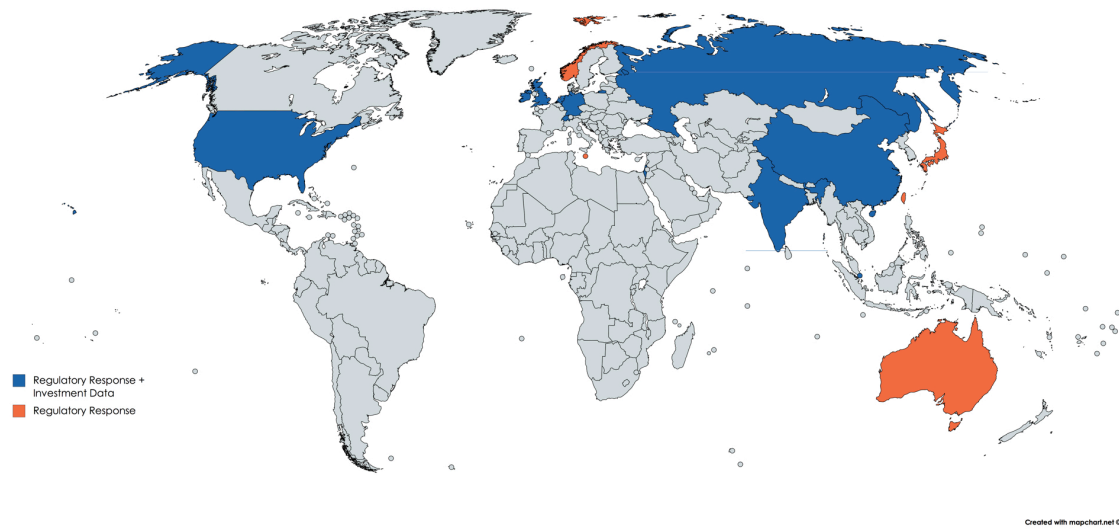 Regulatory Response +
Investment Data
Regulatory Response
Created with mapchart.net ©